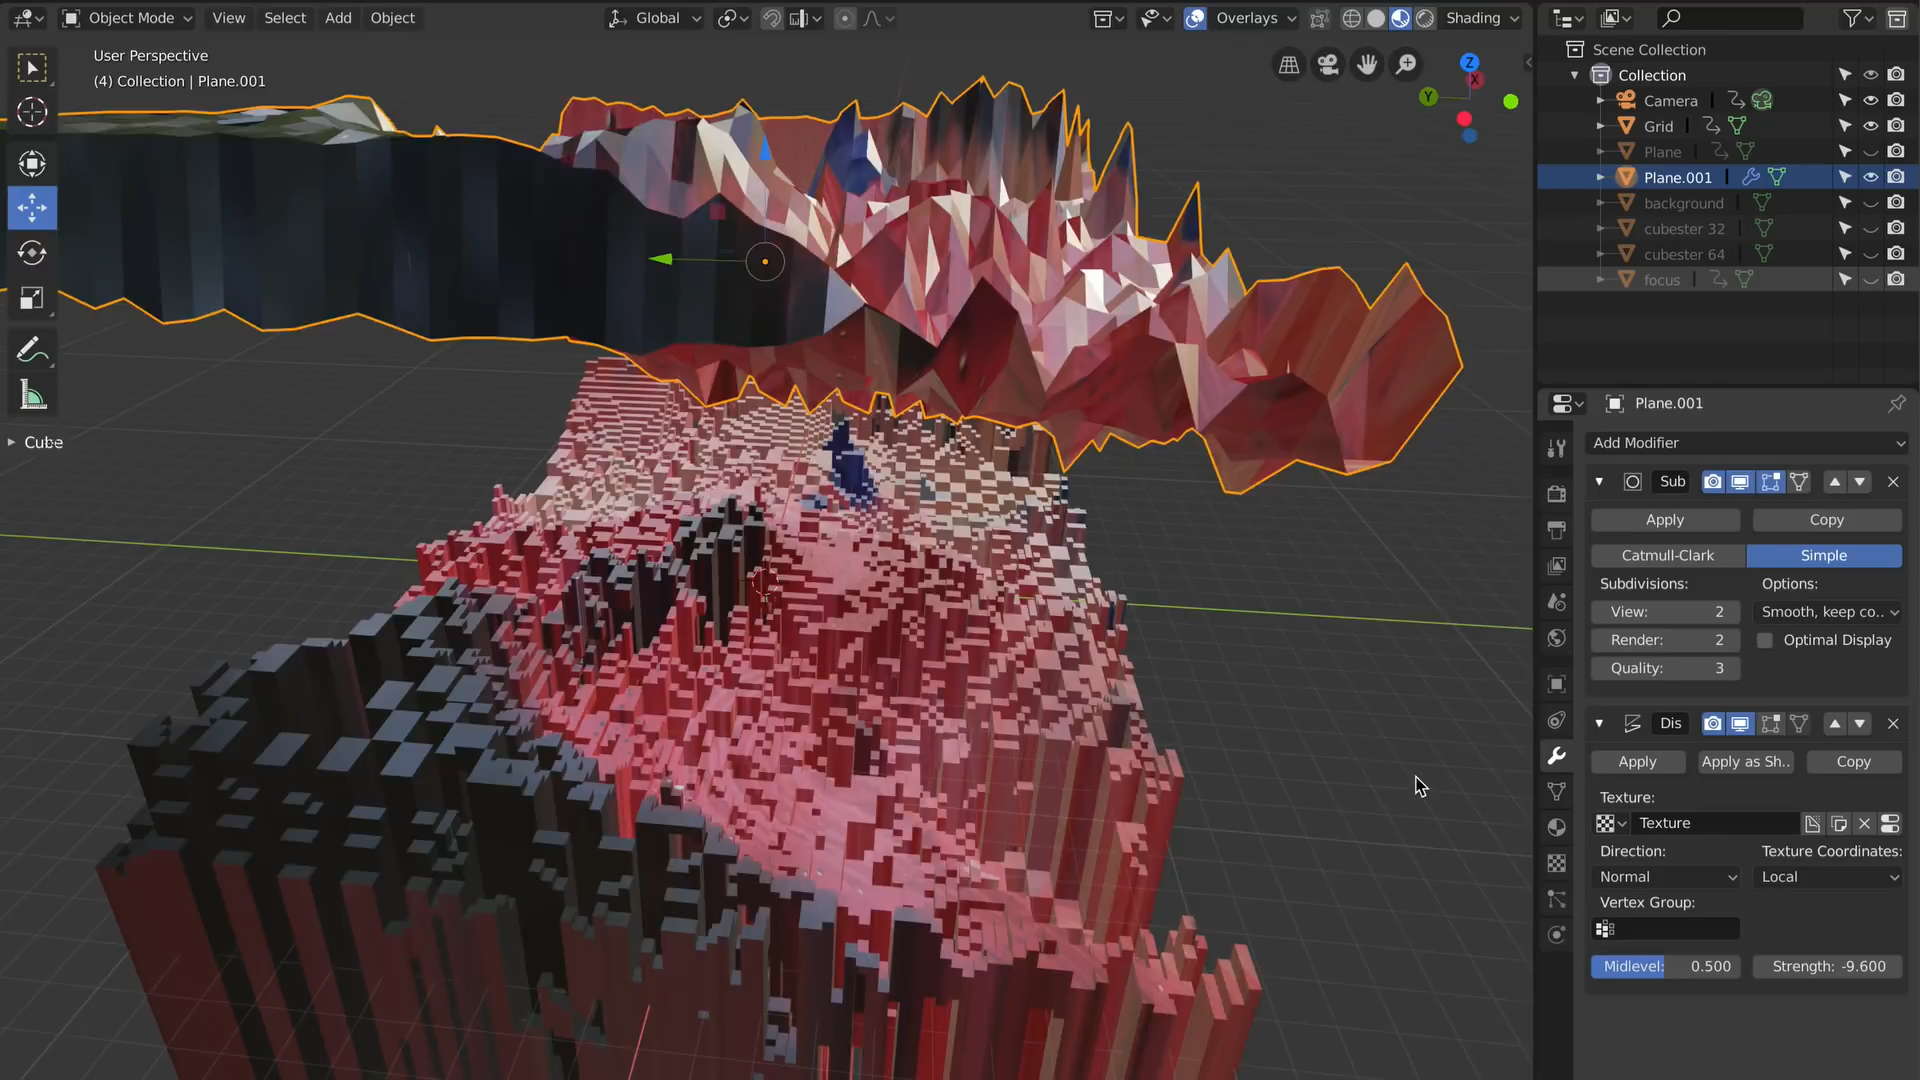 Object Mode View Select Add Object Global Overlays Shading
User Perspective
(4) Collection | Plane.001
Z
X
Y
Cube
Scene Collection
Collection
Camera
Grid
Plane
Plane.001
background
cubester 32
cubester 64
focus
Plane.001
Add Modifier
Sub
Apply Copy
Catmull-Clark Simple
Subdivisions: Options:
View: 2 Smooth, keep co..
Render: 2 Optimal Display
Quality: 3
Dis
Apply Apply as Sh.. Copy
Texture:
Texture
Direction: Texture Coordinates:
Normal Local
Vertex Group:
Midlevel: 0.500 Strength: -9.600